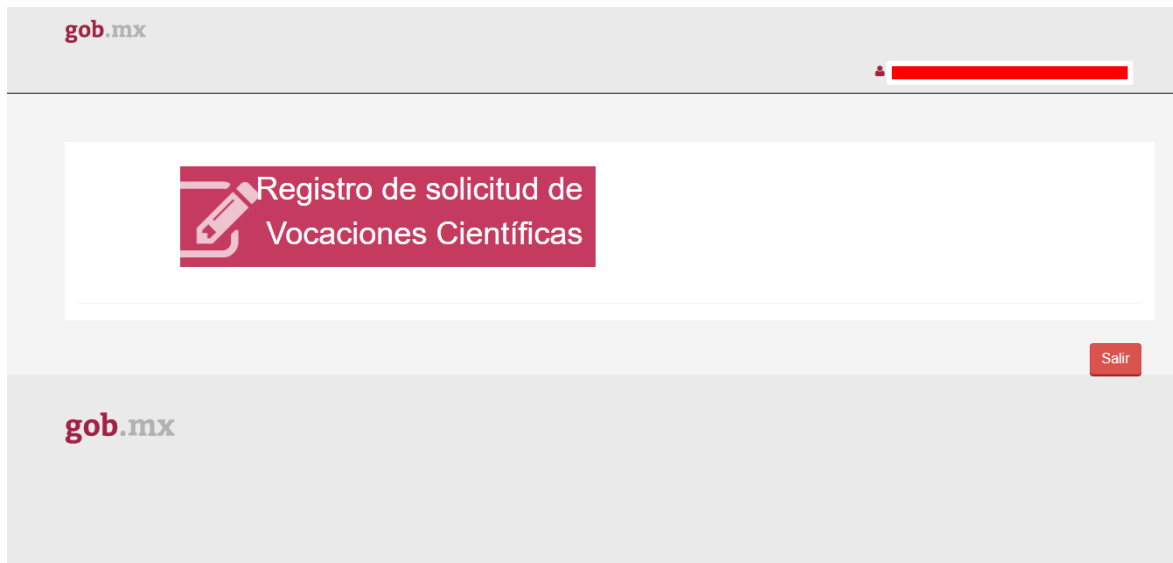 gob.mx
Registro de solicitud de
Vocaciones Científicas
Salir
gob.mx